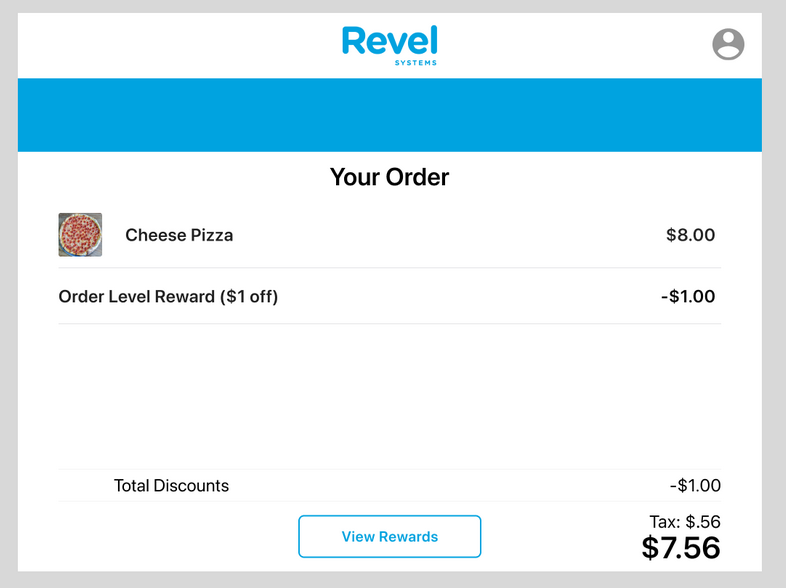 Revel
SYSTEMS
Your Order
Cheese Pizza $8.00
Order Level Reward ($1 off) -$1.00
Total Discounts -$1.00
Tax: $.56
View Rewards $7.56